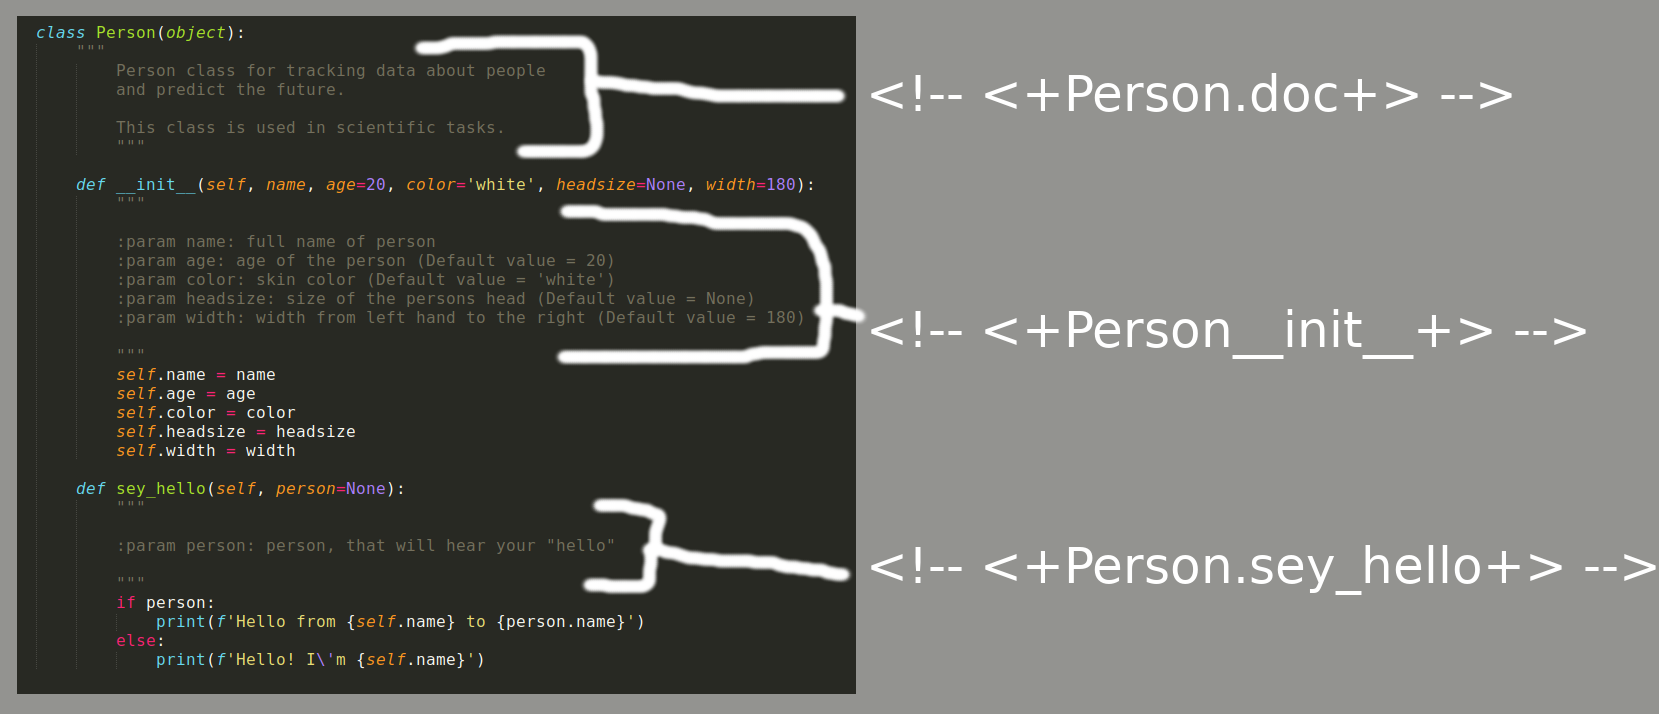 class Person(object):
"""
Person class for tracking data about people
and predict the future.
This class is used in scientific tasks.
"""
<!-- <+Person.doc+> -->
def __init__(self, name, age=20, color='white', headsize=None, width=180):
"""
:param name: full name of person
:param age: age of the person (Default value = 20)
:param color: skin color (Default value = 'white')
:param headsize: size of the persons head (Default value = None)
:param width: width from left hand to the right (Default value = 180)
"""
<!-- <+Person__init__+> -->
self.name = name
self.age = age
self.color = color
self.headsize = headsize
self.width = width
def sey_hello(self, person=None):
"""
:param person: person, that will hear your "hello"
"""
<!-- <+Person.sey_hello+> -->
if person:
print(f'Hello from {self.name} to {person.name}')
else:
print(f'Hello! I\'m {self.name}')